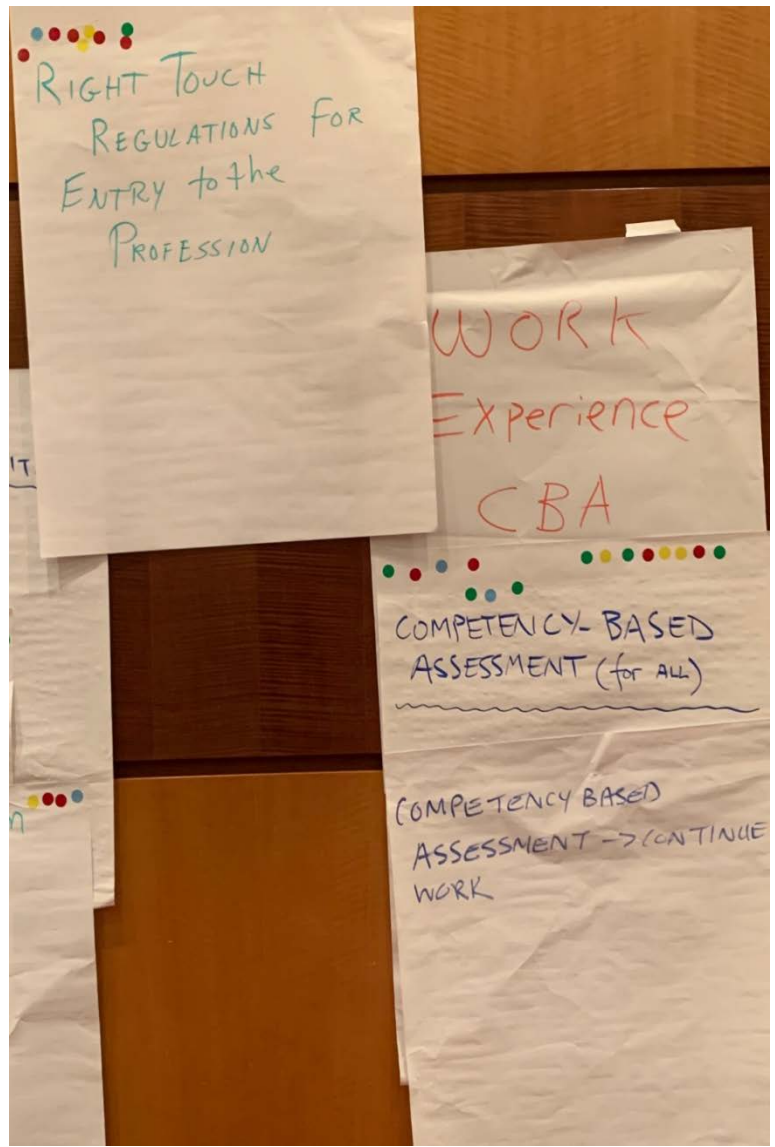 RIGHT TOUCH
REGULATIONS FOR
ENTRY to the
PROFESSION
WORK
Experience
CBA
COMPETENCY-BASED
ASSESSMENT (for ALL)
COMPETENCY BASED
ASSESSMENT -> CONTINUE
WORK